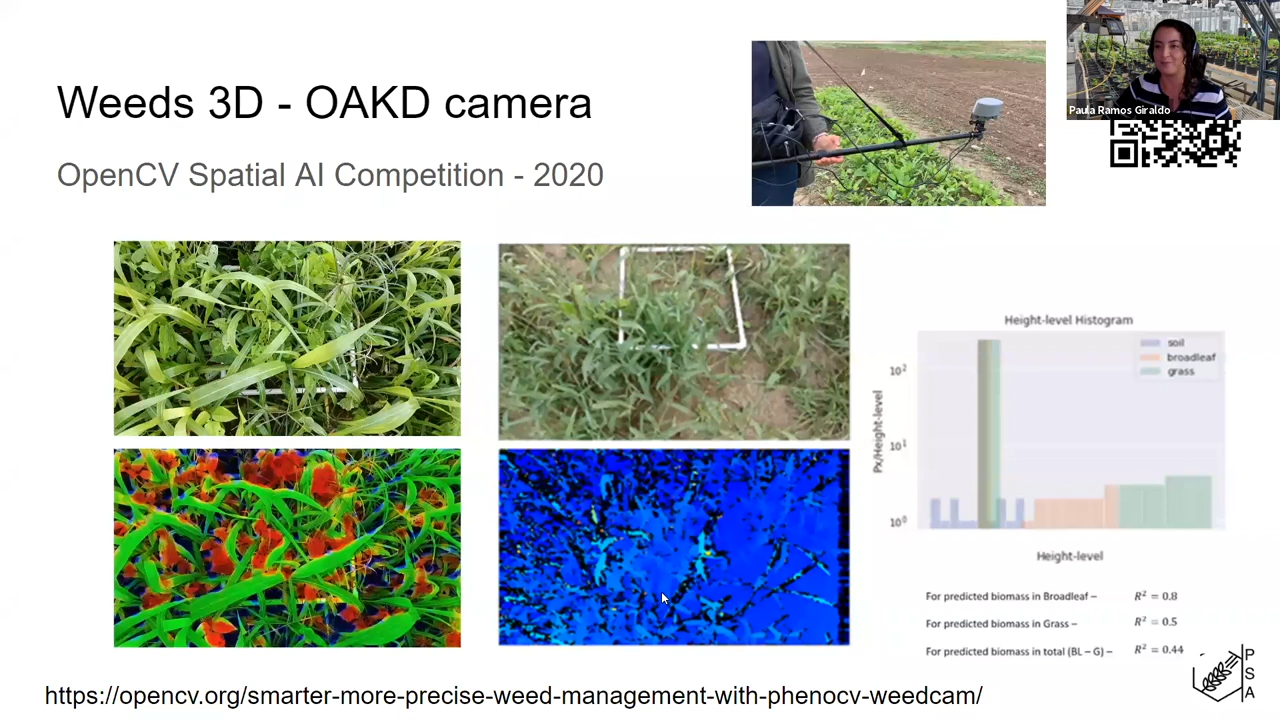 Paula Ramos Giraldo
Weeds 3D - OAKD camera
OpenCV Spatial AI Competition - 2020
Height-level Histogram
soil
broadleaf
grass
10²
10¹
10⁰
Px/Height-level
Height-level
For predicted biomass in Broadleaf – R² = 0.8
For predicted biomass in Grass – R² = 0.5
For predicted biomass in total (BL – G) – R² = 0.44
PSA
https://opencv.org/smarter-more-precise-weed-management-with-phenocv-weedcam/